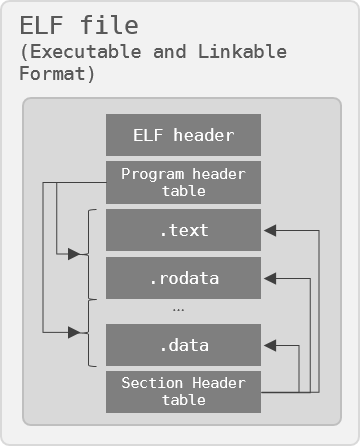 ELF file
(Executable and Linkable
Format)
ELF header
Program header
table
.text
.rodata
...
.data
Section Header
table